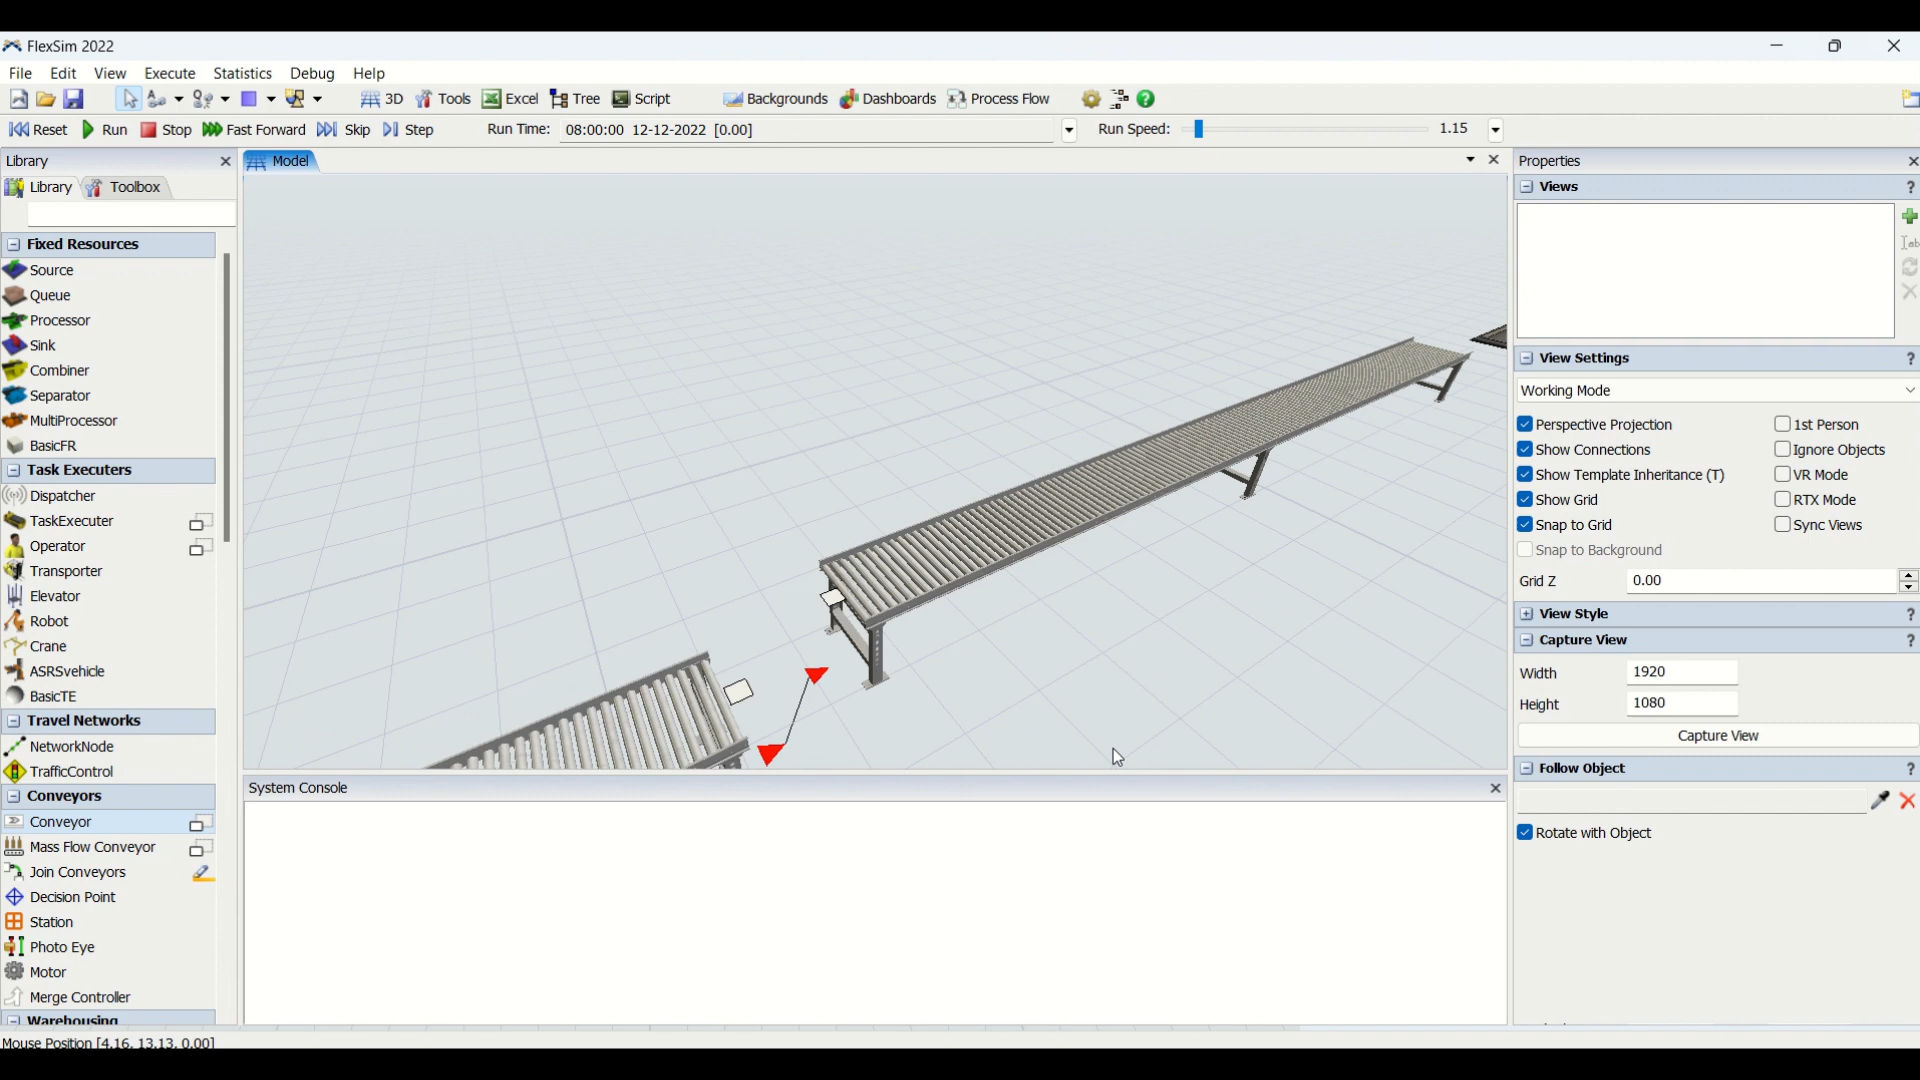 FlexSim 2022
File Edit View Execute Statistics Debug Help
3D Tools Excel Tree Script Backgrounds Dashboards Process Flow
Reset Run Stop Fast Forward Skip Step Run Time: 08:00:00 12-12-2022 [0.00] Run Speed: 1.15
Library
Library Toolbox
Fixed Resources
Source
Queue
Processor
Sink
Combiner
Separator
MultiProcessor
BasicFR
Task Executers
Dispatcher
TaskExecuter
Operator
Transporter
Elevator
Robot
Crane
ASRSvehicle
BasicTE
Travel Networks
NetworkNode
TrafficControl
Conveyors
Conveyor
Mass Flow Conveyor
Join Conveyors
Decision Point
Station
Photo Eye
Motor
Merge Controller
Warehousing
Mouse Position [4.16, 13.13, 0.00]
Model
System Console
Properties
Views
View Settings
Working Mode
Perspective Projection 1st Person
Show Connections Ignore Objects
Show Template Inheritance (T) VR Mode
Show Grid RTX Mode
Snap to Grid Sync Views
Snap to Background
Grid Z 0.00
View Style
Capture View
Width 1920
Height 1080
Capture View
Follow Object
Rotate with Object